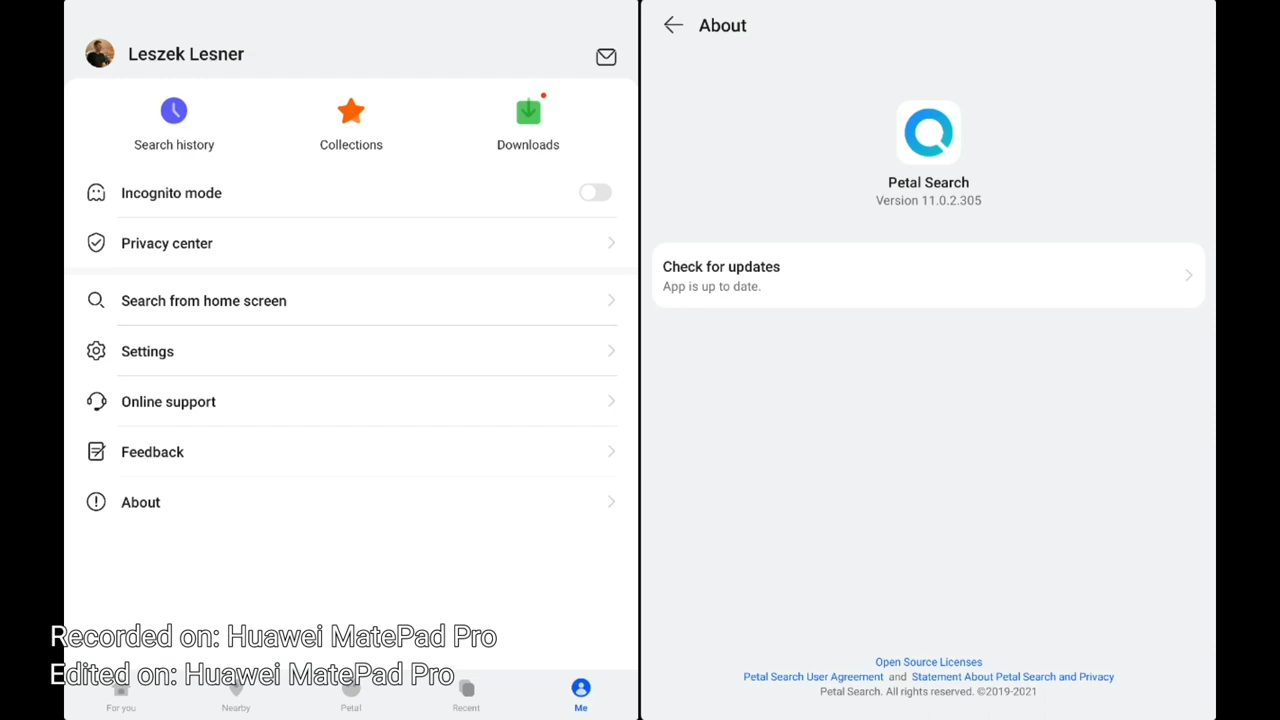 Leszek Lesner
Search history
Collections
Downloads
Incognito mode
Privacy center
Search from home screen
Settings
Online support
Feedback
About
Recorded on: Huawei MatePad Pro
Edited on: Huawei MatePad Pro
For you
Nearby
Petal
Recent
Me
About
Petal Search
Version 11.0.2.305
Check for updates
App is up to date.
Open Source Licenses
Petal Search User Agreement and Statement About Petal Search and Privacy
Petal Search. All rights reserved. ©2019-2021